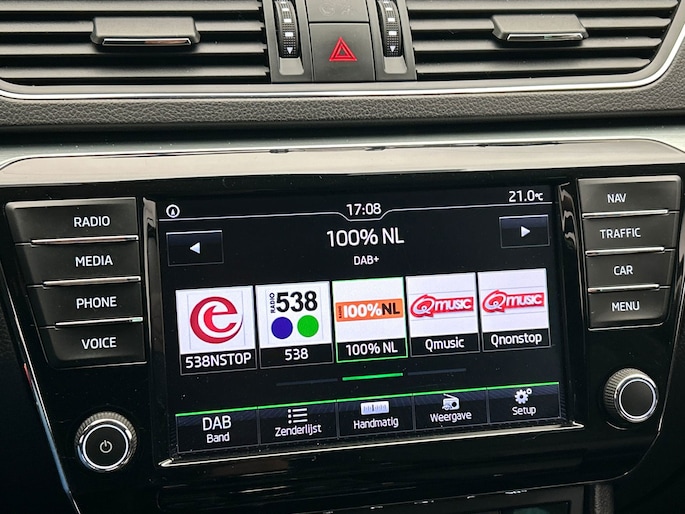 17:08
21.0°C
100% NL
DAB+
RADIO
MEDIA
PHONE
VOICE
NAV
TRAFFIC
CAR
MENU
e
RADIO
538
100%NL
Qmusic
Qmusic
538NSTOP
538
100% NL
Qmusic
Qnonstop
DAB
Band
Zenderlijst
Handmatig
Weergave
Setup